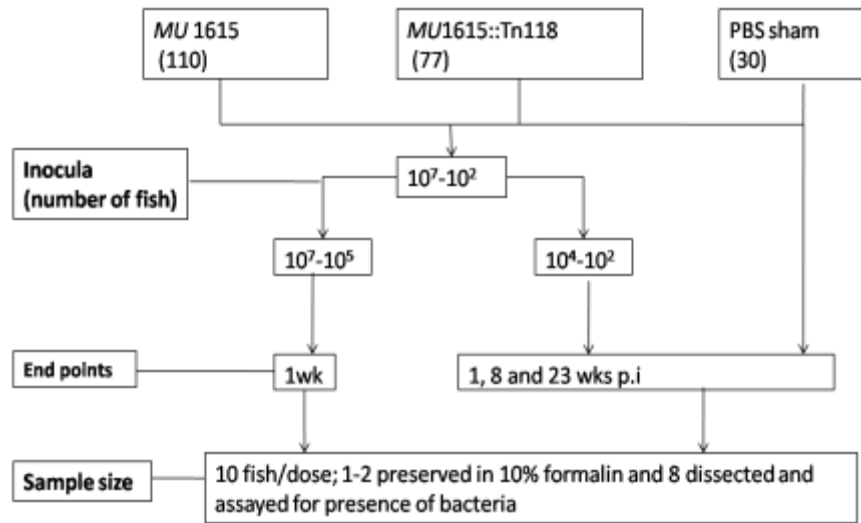 MU 1615
(110)
MU1615::Tn118
(77)
PBS sham
(30)
Inocula
(number of fish)
10⁷-10²
10⁷-10⁵
10⁴-10²
End points
1wk
1, 8 and 23 wks p.i
Sample size
10 fish/dose; 1-2 preserved in 10% formalin and 8 dissected and
assayed for presence of bacteria